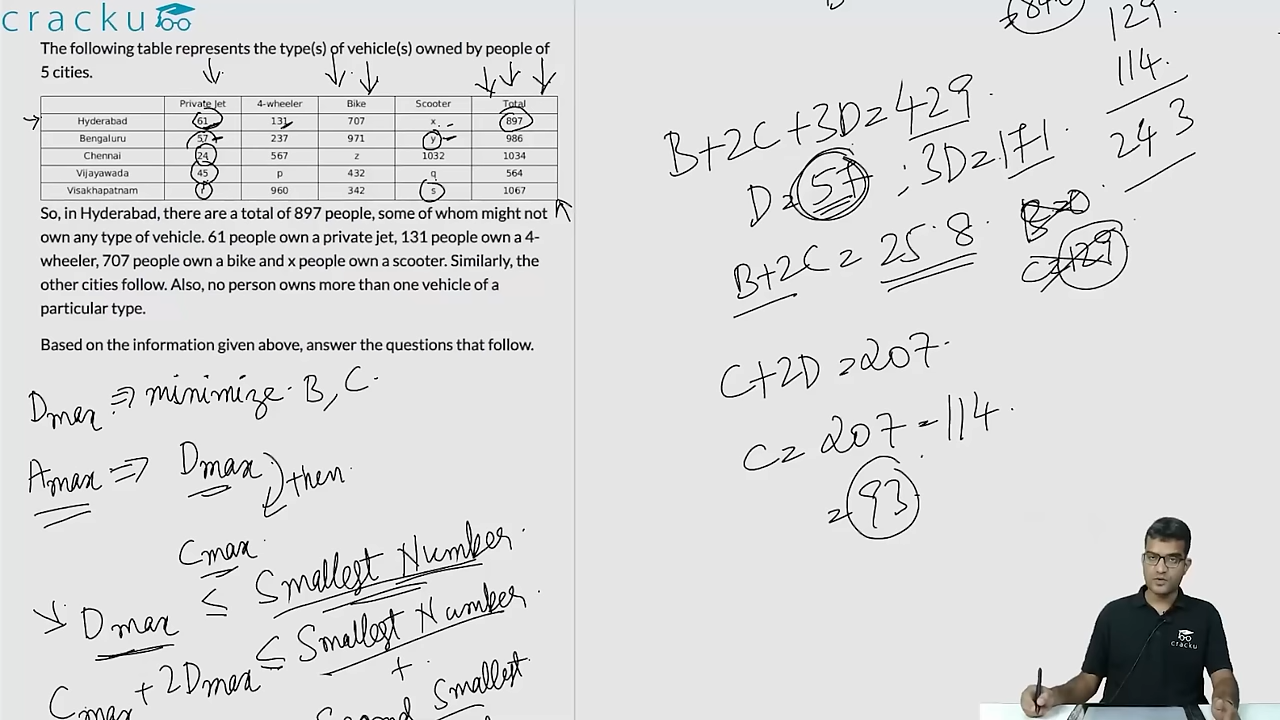 cracku
The following table represents the type(s) of vehicle(s) owned by people of
5 cities.
Private Jet 4-wheeler Bike Scooter Total
Hyderabad 61 131 707 x 897
Bengaluru 57 237 971 y 986
Chennai 24 567 z 1032 1034
Vijayawada 45 p 432 q 564
Visakhapatnam r 960 342 s 1067
So, in Hyderabad, there are a total of 897 people, some of whom might not
own any type of vehicle. 61 people own a private jet, 131 people own a 4-
wheeler, 707 people own a bike and x people own a scooter. Similarly, the
other cities follow. Also, no person owns more than one vehicle of a
particular type.
Based on the information given above, answer the questions that follow.
Dmax ⇒ minimize B, C.
Amax ⇒ Dmax
then
Cmax
Dmax ≤ Smallest Number.
Cmax + 2Dmax ≤ Smallest Number
+
Second Smallest
129
114.
243
B+2C+3D=429.
D=57 ; 3D=171.
B+2C=258. B=0
C=129
C+2D=207.
C=207-114.
=93
cracku